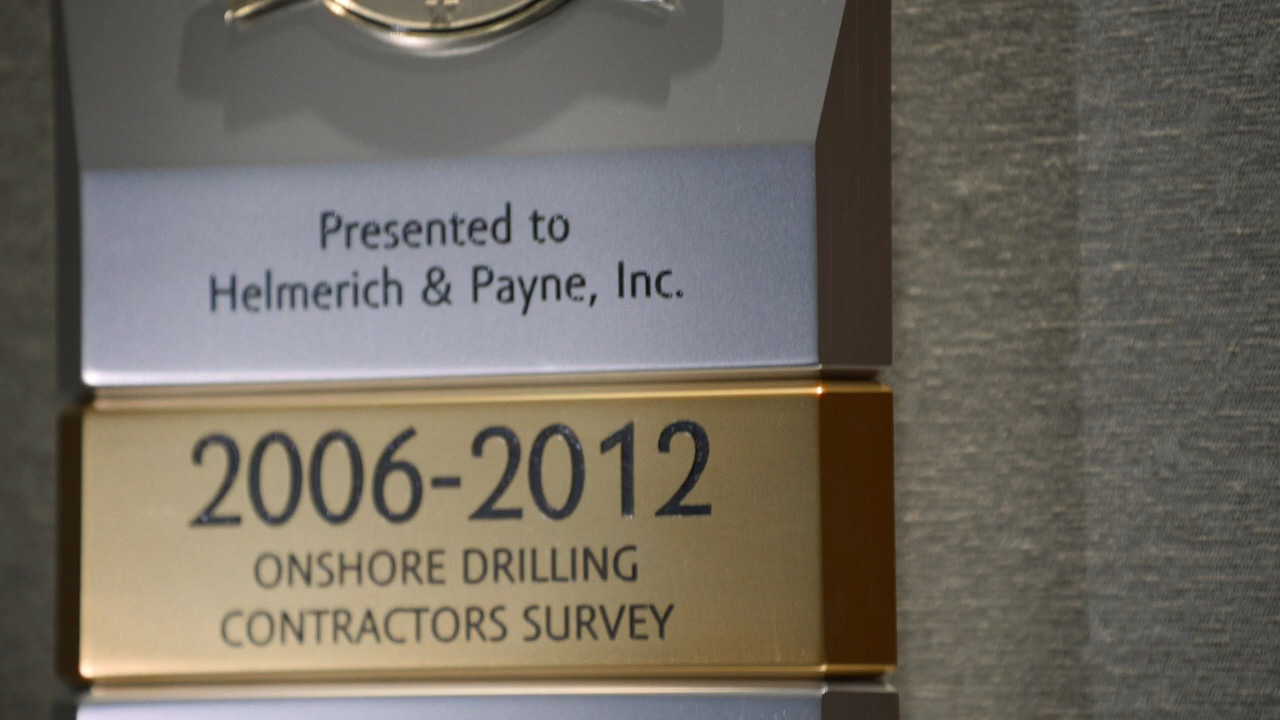 Presented to
Helmerich & Payne, Inc.
2006-2012
ONSHORE DRILLING
CONTRACTORS SURVEY